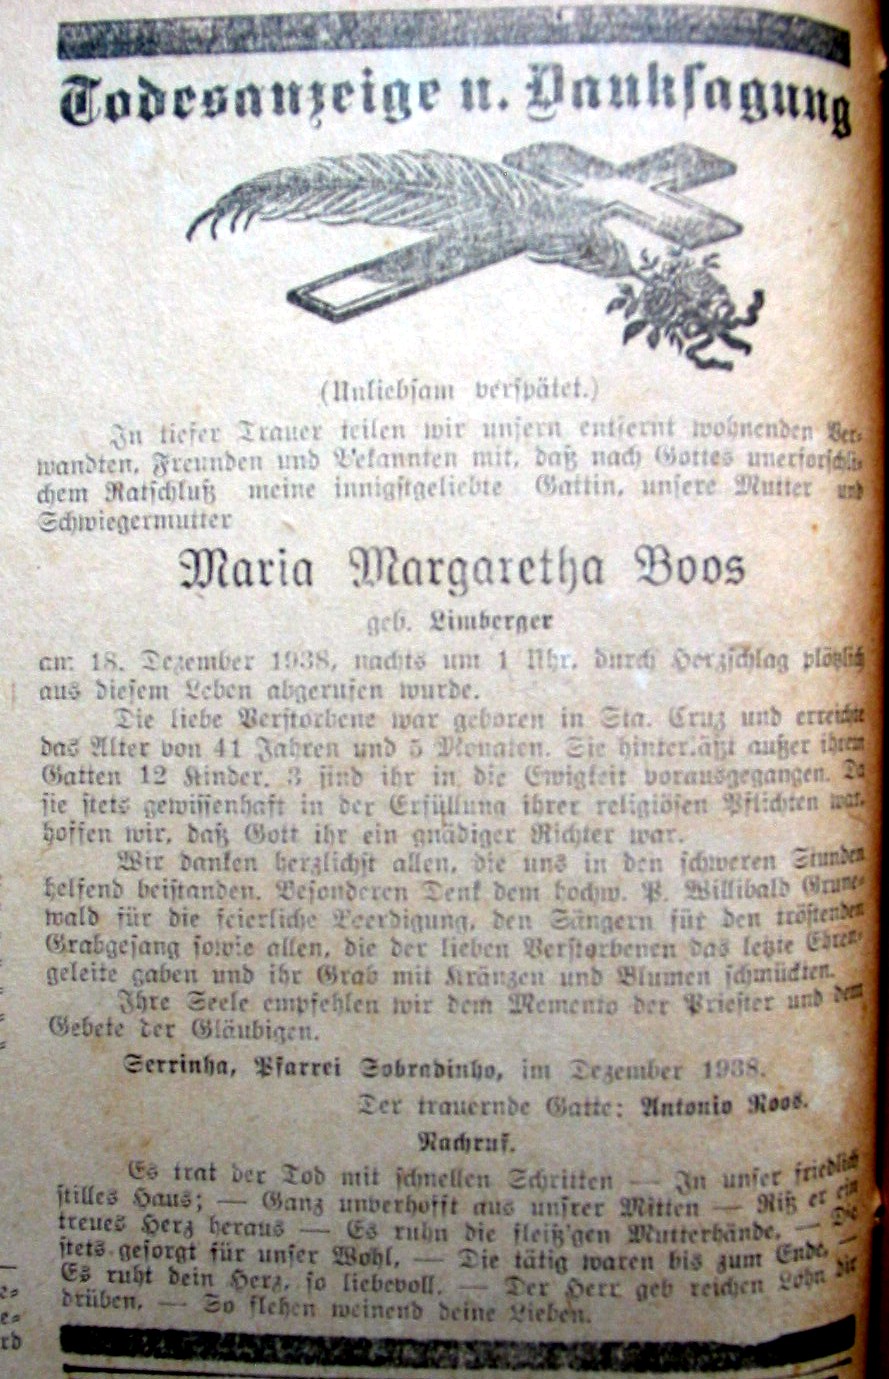 Todesanzeige u. Danksagung
(Unliebsam verspätet.)
In tiefer Trauer teilen wir unsern entfernt wohnenden Ver-
wandten, Freunden und Bekannten mit, daß nach Gottes unerforschli-
chem Ratschluß meine innigstgeliebte Gattin, unsere Mutter und
Schwiegermutter
Maria Margaretha Boos
geb. Limberger
am 18. Dezember 1938, nachts um 1 Uhr, durch Herzschlag plötzlich
aus diesem Leben abgerufen wurde.
Die liebe Verstorbene war geboren in Sta. Cruz und erreichte
das Alter von 41 Jahren und 5 Monaten. Sie hinterläßt außer ihrem
Gatten 12 Kinder. 3 sind ihr in die Ewigkeit vorausgegangen. Da
sie stets gewissenhaft in der Erfüllung ihrer religiösen Pflichten war,
hoffen wir, daß Gott ihr ein gnädiger Richter war.
Wir danken herzlichst allen, die uns in den schweren Stunden
helfend beistanden. Besonderen Dank dem hochw. P. Willibald Grune-
wald für die feierliche Beerdigung, den Sängern für den tröstenden
Grabgesang sowie allen, die der lieben Verstorbenen das letzte Ehren-
geleite gaben und ihr Grab mit Kränzen und Blumen schmückten.
Ihre Seele empfehlen wir dem Memento der Priester und dem
Gebete der Gläubigen.
Serrinha, Pfarrei Sobradinho, im Dezember 1938.
Der trauernde Gatte: Antonio Roos.
Nachruf.
Es trat der Tod mit schnellen Schritten — In unser friedlich
stilles Haus; — Ganz unverhofft aus unsrer Mitten — Riß er ein
treues Herz heraus — Es ruhn die fleiß'gen Mutterhände, — Die
stets gesorgt für unser Wohl, — Die tätig waren bis zum Ende, —
Es ruht dein Herz, so liebevoll. — Der Herr geb reichen Lohn dir
drüben, — So flehen weinend deine Lieben.